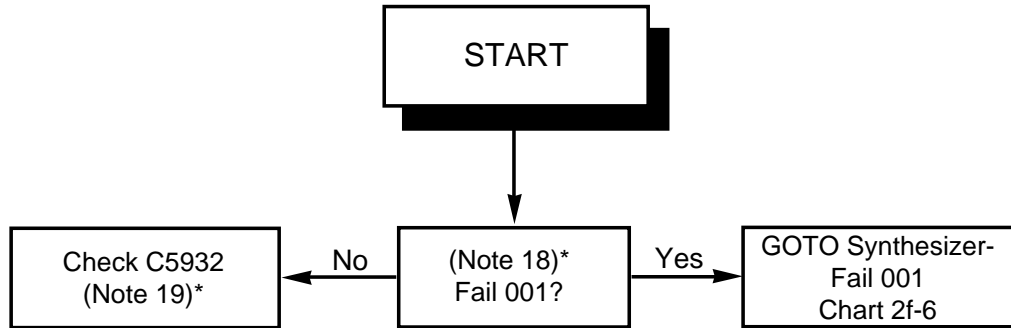 START
Check C5932
(Note 19)*
No
(Note 18)*
Fail 001?
Yes
GOTO Synthesizer-
Fail 001
Chart 2f-6